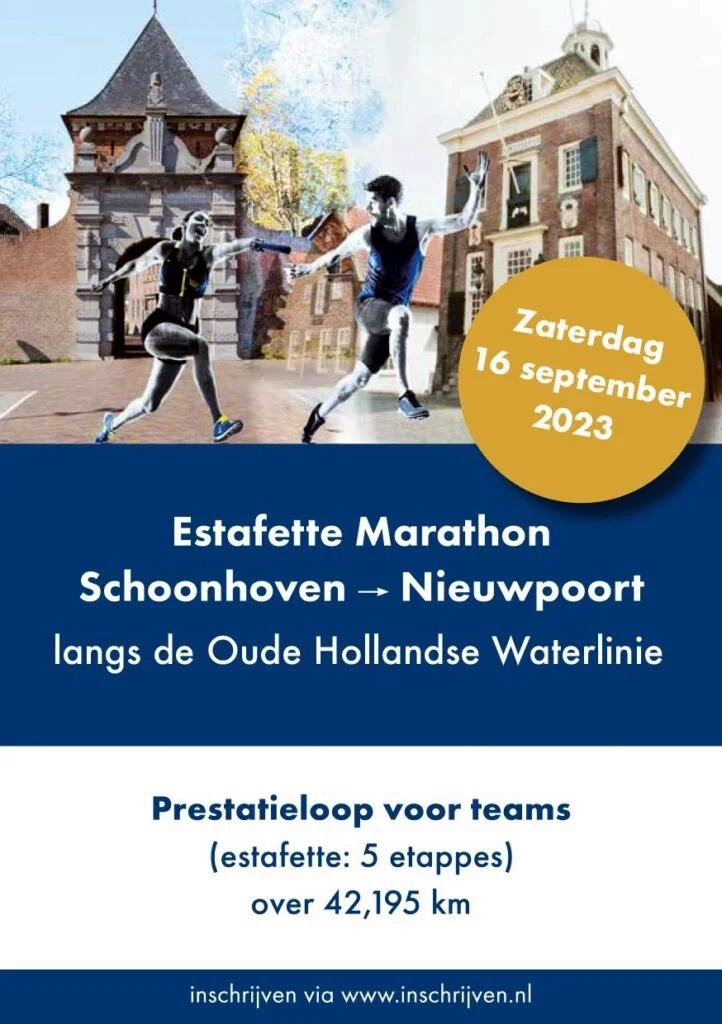 Zaterdag
16 september
2023
Estafette Marathon
Schoonhoven → Nieuwpoort
langs de Oude Hollandse Waterlinie
Prestatieloop voor teams
(estafette: 5 etappes)
over 42,195 km
inschrijven via www.inschrijven.nl